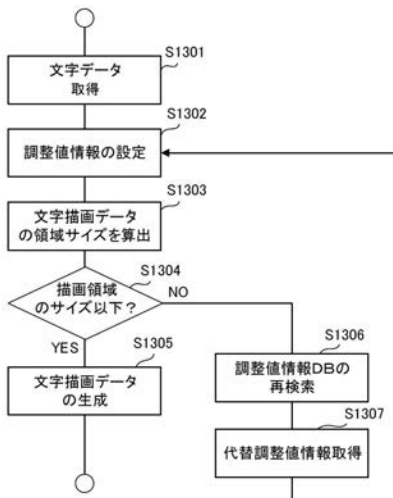 S1301
文字データ
取得
S1302
調整値情報の設定
S1303
文字描画データ
の領域サイズを算出
S1304
描画領域
のサイズ以下？
NO
YES
S1305
文字描画データ
の生成
S1306
調整値情報DBの
再検索
S1307
代替調整値情報取得